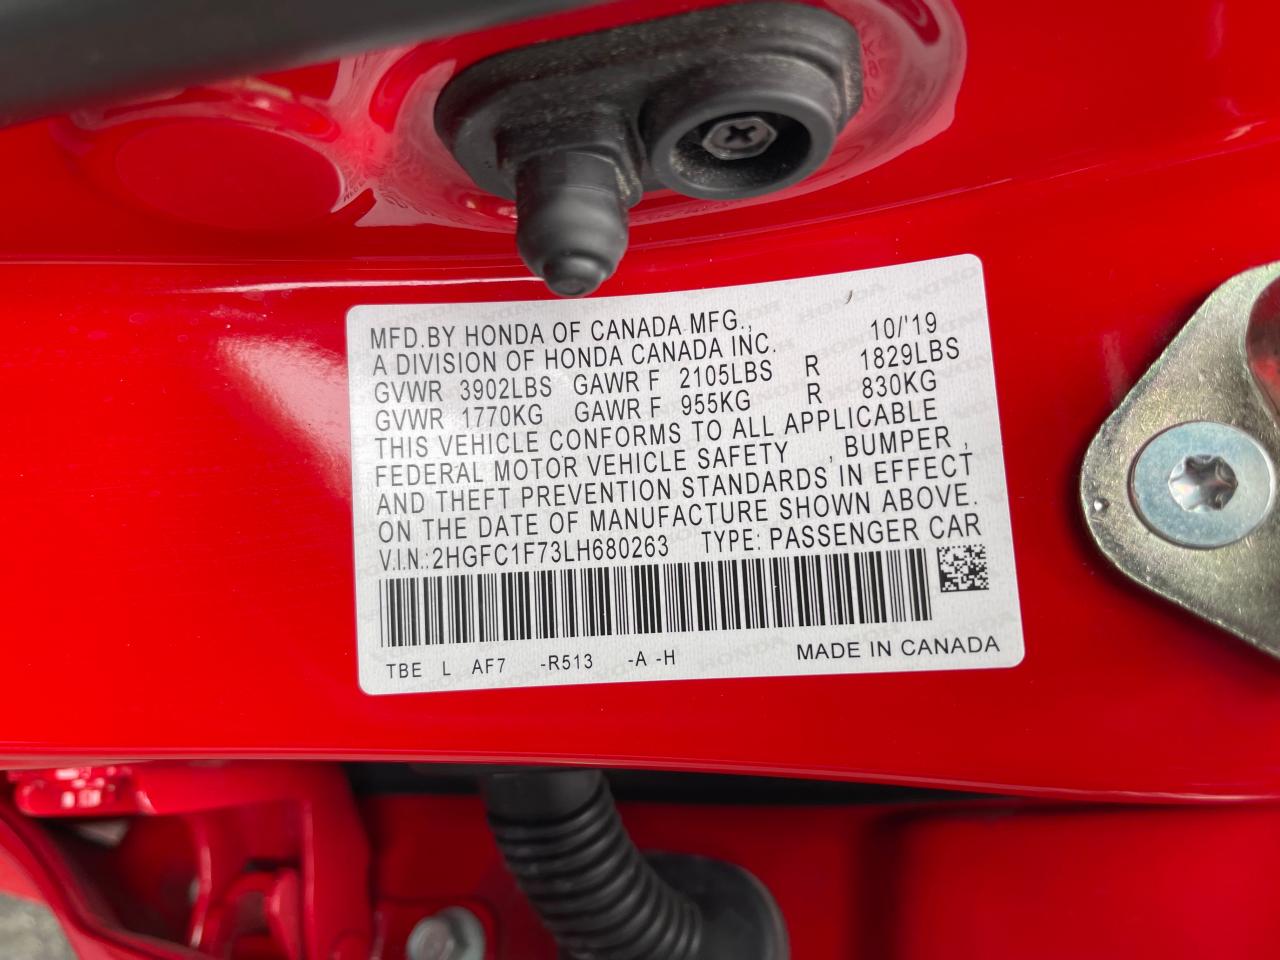 MFD.BY HONDA OF CANADA MFG., 10/'19
A DIVISION OF HONDA CANADA INC.
GVWR 3902LBS GAWR F 2105LBS R 1829LBS
GVWR 1770KG GAWR F 955KG R 830KG
THIS VEHICLE CONFORMS TO ALL APPLICABLE
FEDERAL MOTOR VEHICLE SAFETY , BUMPER ,
AND THEFT PREVENTION STANDARDS IN EFFECT
ON THE DATE OF MANUFACTURE SHOWN ABOVE.
V.I.N.:2HGFC1F73LH680263 TYPE: PASSENGER CAR
TBE L AF7 -R513 -A -H MADE IN CANADA